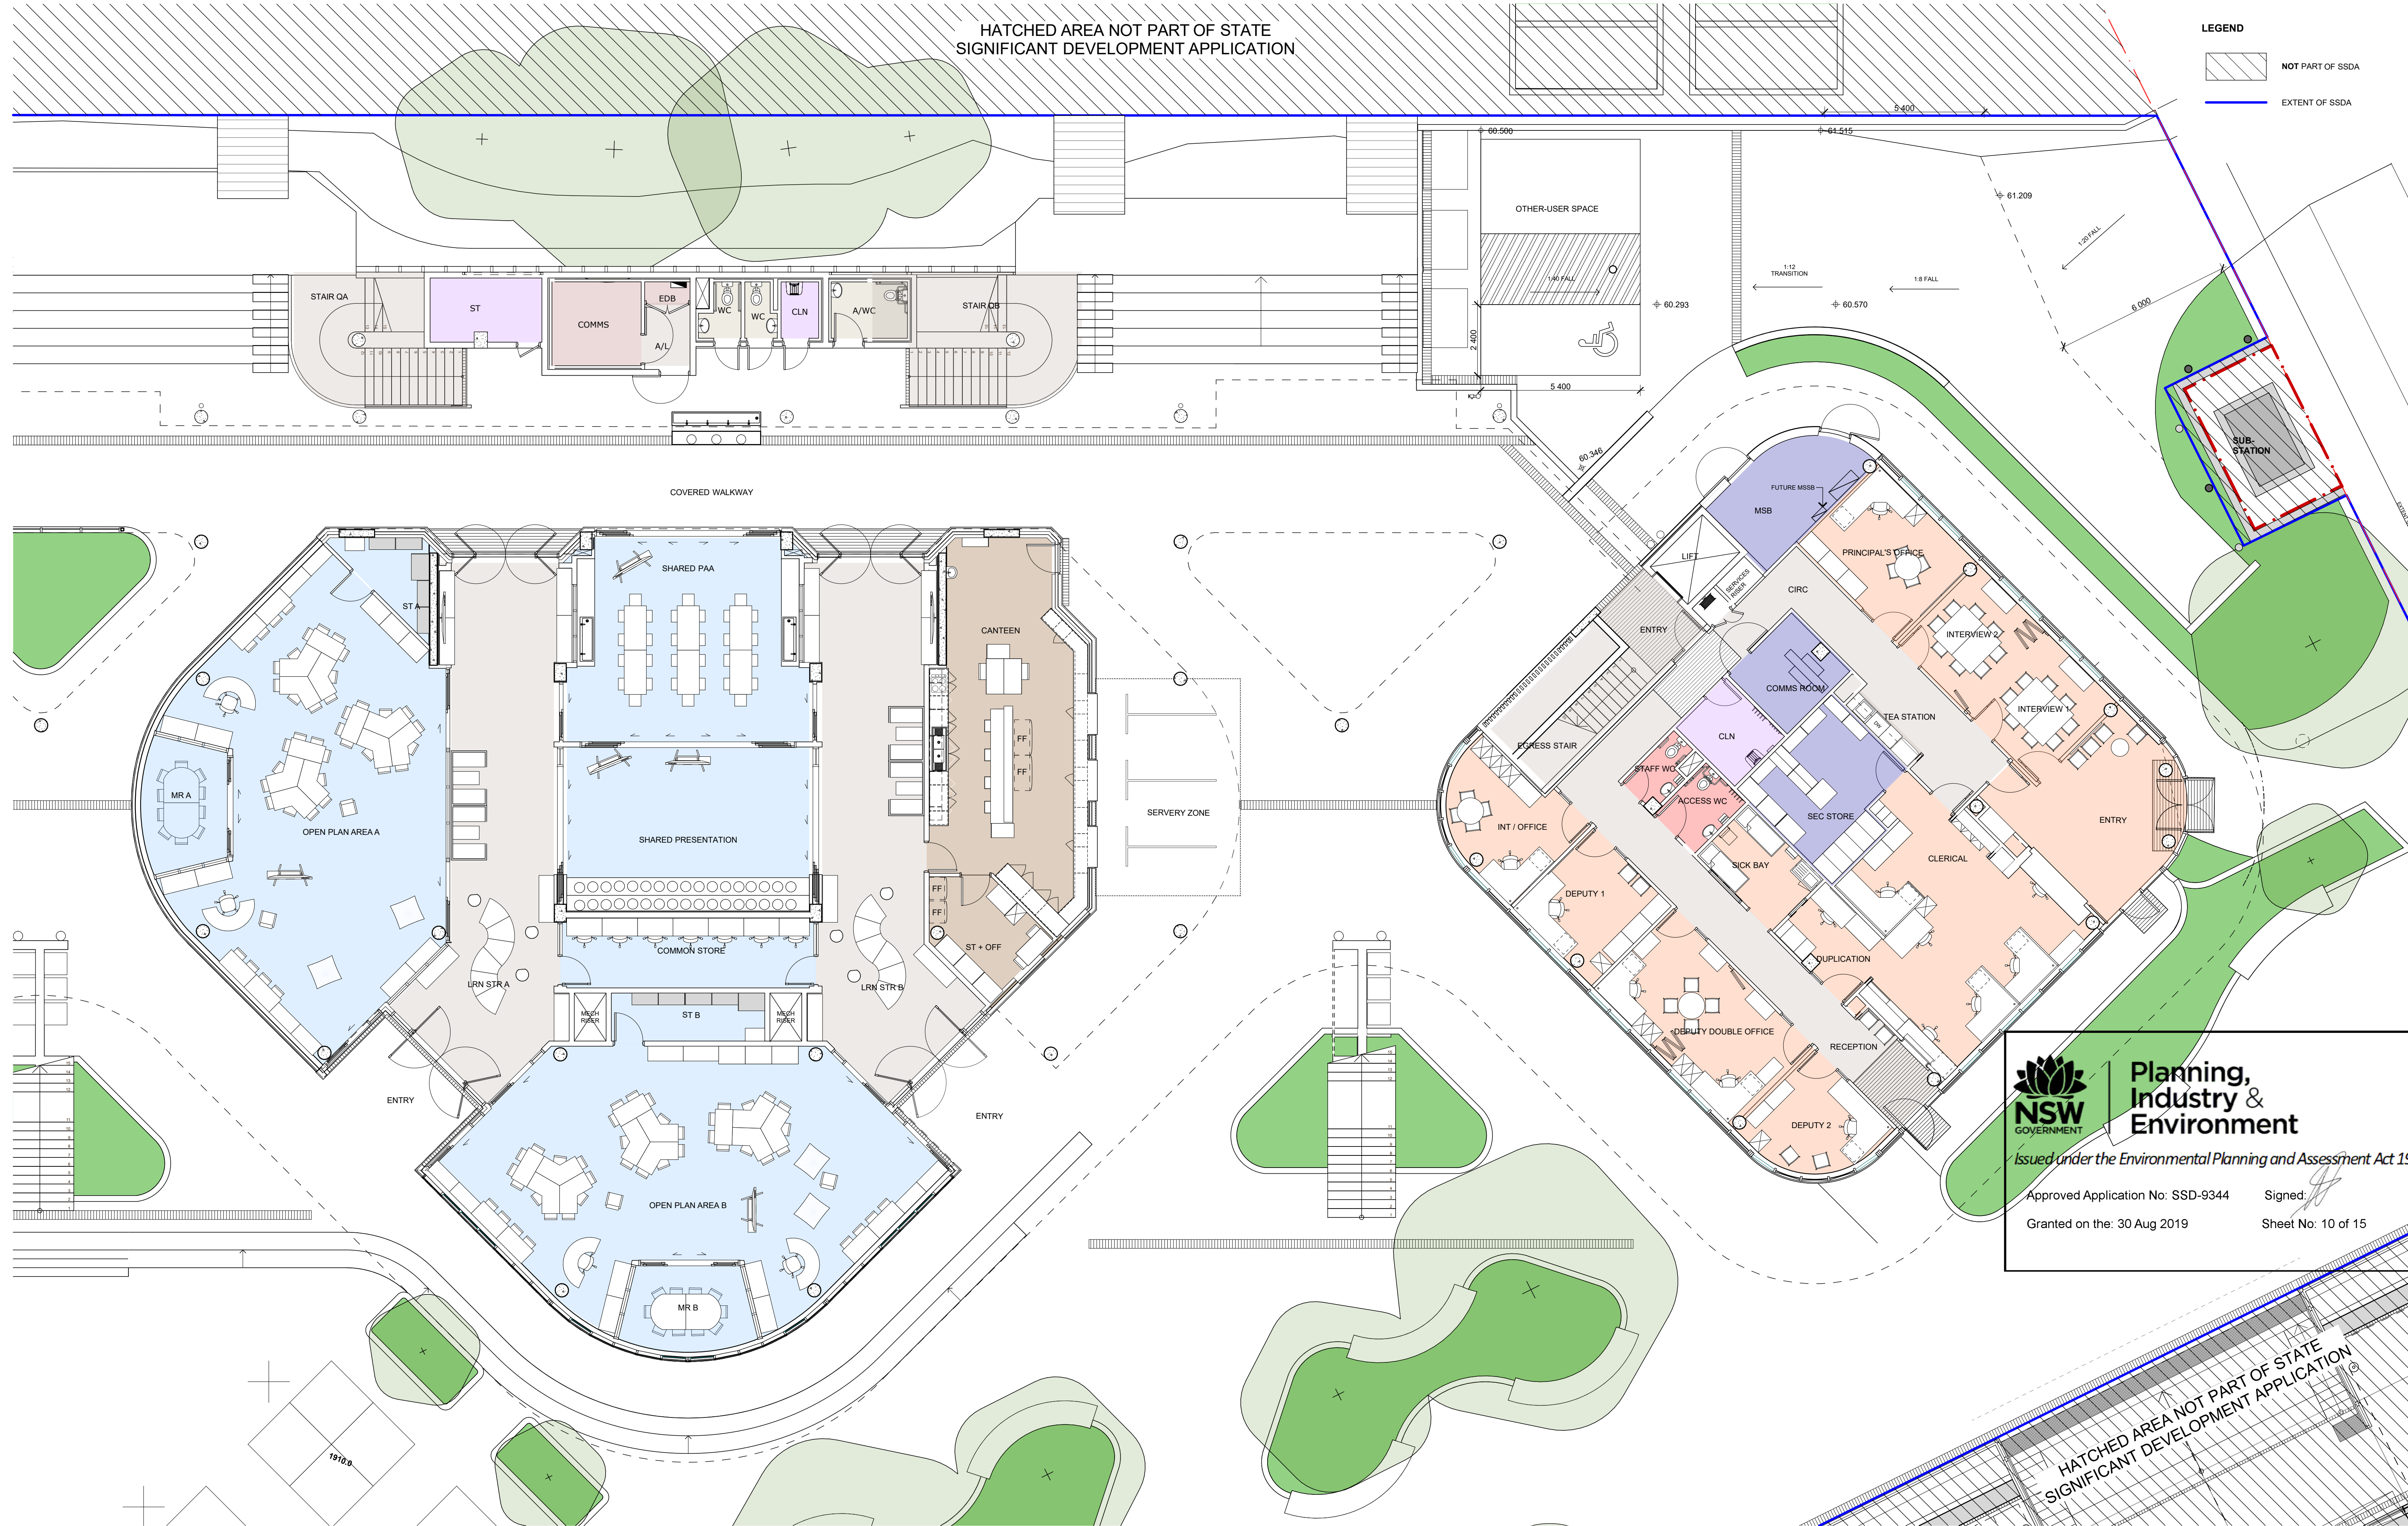 HATCHED AREA NOT PART OF STATE
SIGNIFICANT DEVELOPMENT APPLICATION
LEGEND
NOT PART OF SSDA
EXTENT OF SSDA
5 400
60.500
61.515
61.209
OTHER-USER SPACE
1:40 FALL
1:12
TRANSITION
1:8 FALL
1:20 FALL
60.293
60.570
6 000
2 400
5 400
60.346
STAIR QA
ST
COMMS
EDB
A/L
WC
WC
CLN
A/WC
STAIR QB
SUB-
STATION
COVERED WALKWAY
SHARED PAA
ST A
CANTEEN
FF
FF
MR A
OPEN PLAN AREA A
SHARED PRESENTATION
SERVERY ZONE
FF
FF
ST + OFF
COMMON STORE
LRN STR A
LRN STR B
MECH
RISER
ST B
MECH
RISER
ENTRY
ENTRY
OPEN PLAN AREA B
MR B
1910.0
FUTURE MSSB
MSB
LIFT
SERVICES
RISER
PRINCIPAL'S OFFICE
CIRC
ENTRY
INTERVIEW 2
W
COMMS ROOM
INTERVIEW 1
TEA STATION
DW
EGRESS STAIR
CLN
STAFF WC
ACCESS WC
INT / OFFICE
SEC STORE
ENTRY
SICK BAY
CLERICAL
DEPUTY 1
DUPLICATION
DEPUTY DOUBLE OFFICE
W
RECEPTION
DEPUTY 2
NSW
GOVERNMENT
Planning,
Industry &
Environment
Issued under the Environmental Planning and Assessment Act
Approved Application No: SSD-9344
Signed:
Granted on the: 30 Aug 2019
Sheet No: 10 of 15
HATCHED AREA NOT PART OF STATE
SIGNIFICANT DEVELOPMENT APPLICATION